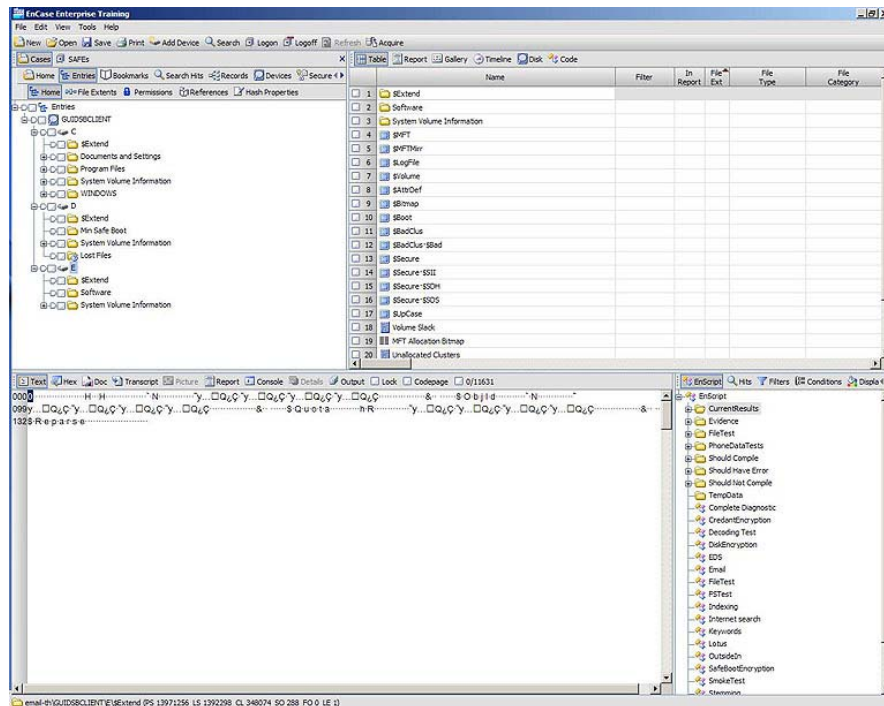 EnCase Enterprise Training
File Edit View Tools Help
New Open Save Print Add Device Search Logon Logoff Refresh Acquire
Cases SAFEs
Home Entries Bookmarks Search Hits Records Devices Secure
Home File Extents Permissions References Hash Properties
Entries
GUIDSBCLIENT
C
$Extend
Documents and Settings
Program Files
System Volume Information
WINDOWS
D
$Extend
Min Safe Boot
System Volume Information
Lost Files
E
$Extend
Software
System Volume Information
Table Report Gallery Timeline Disk Code
Name Filter In Report File Ext File Type File Category
1 $Extend
2 Software
3 System Volume Information
4 $MFT
5 $MFTMirr
6 $LogFile
7 $Volume
8 $AttrDef
9 $Bitmap
10 $Boot
11 $BadClus
12 $BadClus·$Bad
13 $Secure
14 $Secure·$SII
15 $Secure·$SDH
16 $Secure·$SDS
17 $UpCase
18 Volume Slack
19 MFT Allocation Bitmap
20 Unallocated Clusters
Text Hex Doc Transcript Picture Report Console Details Output Lock Codepage 0/11631
$ObjId
$Quota
132 $Reparse
EnScript Hits Filters Conditions Display
EnScript
CurrentResults
Evidence
FileTest
PhoneDataTests
Should Compile
Should Have Error
Should Not Compile
TempData
Complete Diagnostic
CredantEncryption
Decoding Test
DiskEncryption
EDS
Email
FileTest
FSTest
Indexing
Internet search
Keywords
Lotus
OutsideIn
SafeBootEncryption
SmokeTest
Stemming
email-th\GUIDSBCLIENT\E\$Extend (PS 13971256 LS 1392298 CL 348074 SO 288 FO 0 LE 1)